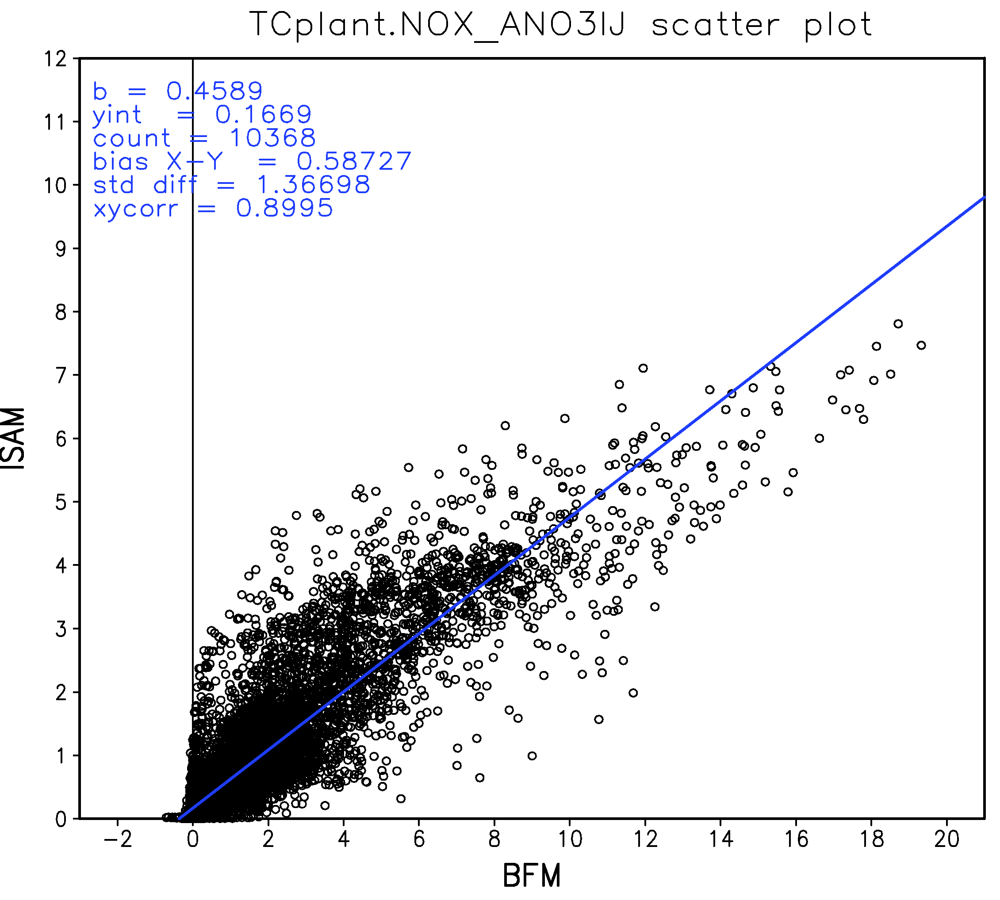 TCplant.NOX_ANO3IJ scatter plot
12
11
10
9
8
7
6
5
4
3
2
1
0
b = 0.4589
yint = 0.1669
count = 10368
bias X-Y = 0.58727
std diff = 1.36698
xycorr = 0.8995
ISAM
-2 0 2 4 6 8 10 12 14 16 18 20
BFM